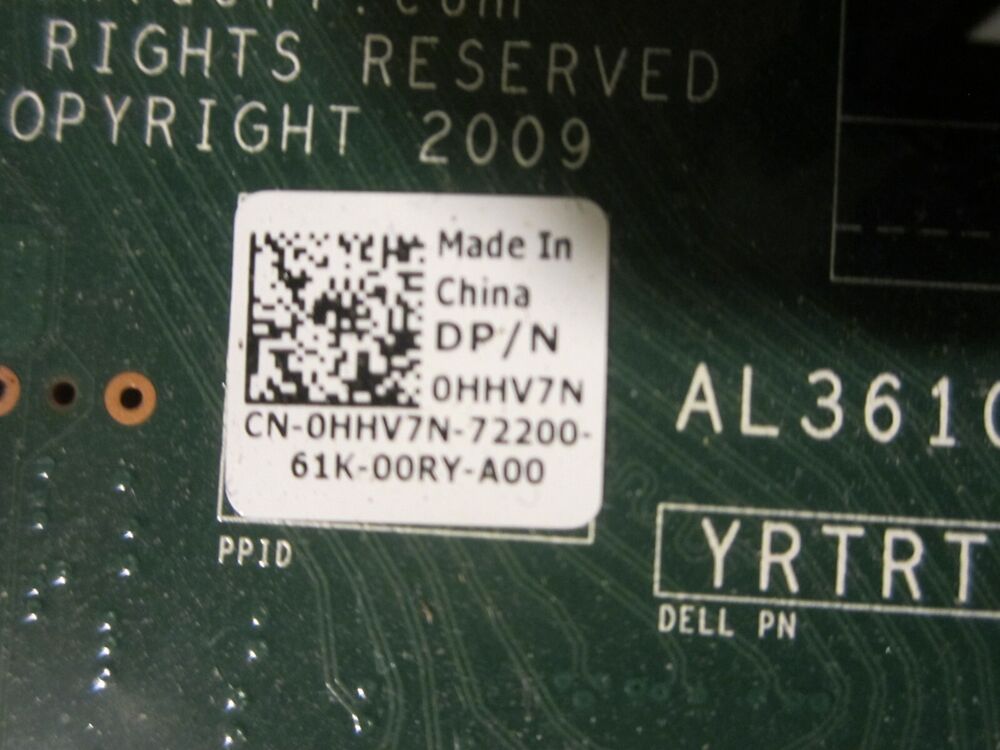 RIGHTS RESERVED
OPYRIGHT 2009
Made In
China
DP/N
0HHV7N
CN-0HHV7N-72200-
61K-00RY-A00
AL361
PPID
YRTRT
DELL PN